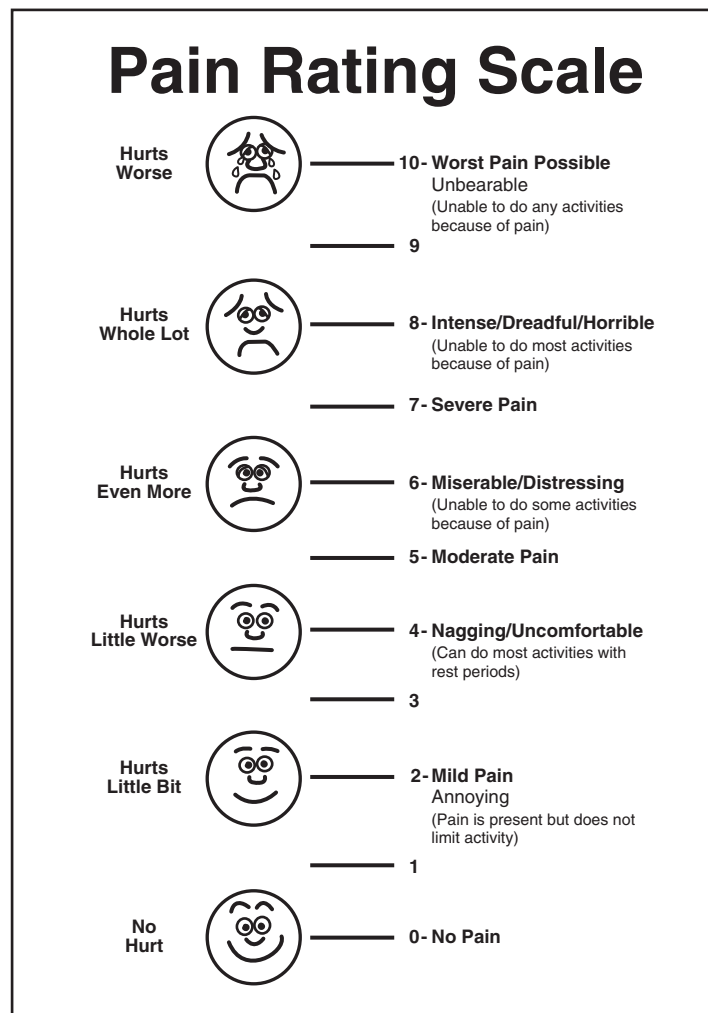 Pain Rating Scale
Hurts
Worse
10- Worst Pain Possible
Unbearable
(Unable to do any activities
because of pain)
9
Hurts
Whole Lot
8- Intense/Dreadful/Horrible
(Unable to do most activities
because of pain)
7- Severe Pain
Hurts
Even More
6- Miserable/Distressing
(Unable to do some activities
because of pain)
5- Moderate Pain
Hurts
Little Worse
4- Nagging/Uncomfortable
(Can do most activities with
rest periods)
3
Hurts
Little Bit
2- Mild Pain
Annoying
(Pain is present but does not
limit activity)
1
No
Hurt
0- No Pain